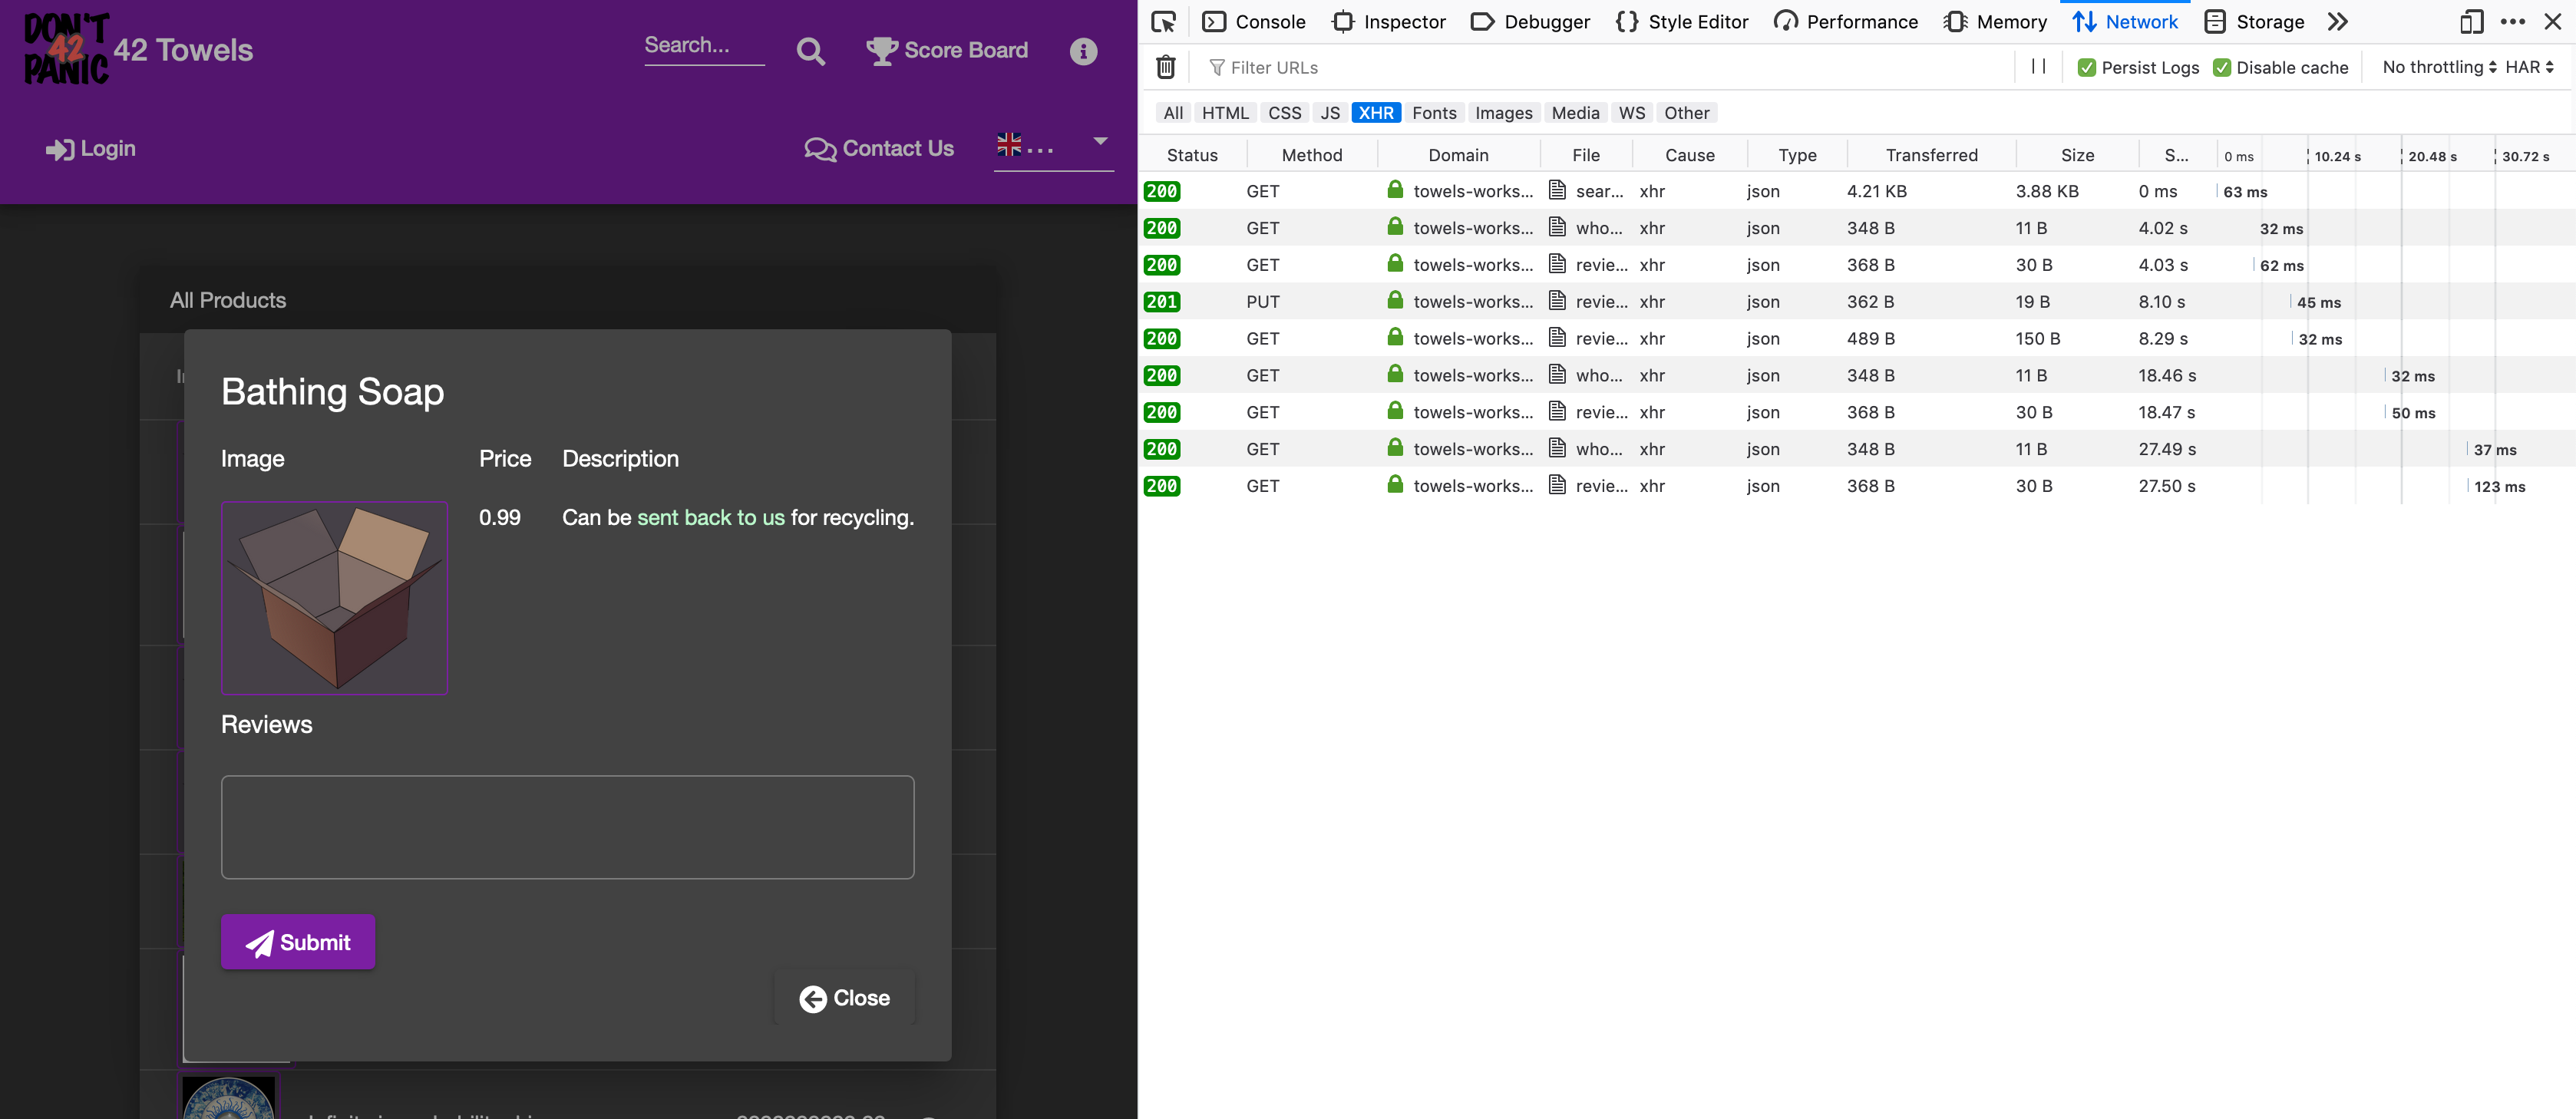 DON'T
42
PANIC
42 Towels
Search...
Score Board
Login
Contact Us
...
All Products
Bathing Soap
Image Price Description
0.99 Can be sent back to us for recycling.
Reviews
Submit
Close
Console Inspector Debugger {} Style Editor Performance Memory Network Storage
Filter URLs
Persist Logs Disable cache No throttling HAR
All HTML CSS JS XHR Fonts Images Media WS Other
Status Method Domain File Cause Type Transferred Size S... 0 ms 10.24 s 20.48 s 30.72 s
200 GET towels-works... sear... xhr json 4.21 KB 3.88 KB 0 ms 63 ms
200 GET towels-works... who... xhr json 348 B 11 B 4.02 s 32 ms
200 GET towels-works... revie... xhr json 368 B 30 B 4.03 s 62 ms
201 PUT towels-works... revie... xhr json 362 B 19 B 8.10 s 45 ms
200 GET towels-works... revie... xhr json 489 B 150 B 8.29 s 32 ms
200 GET towels-works... who... xhr json 348 B 11 B 18.46 s 32 ms
200 GET towels-works... revie... xhr json 368 B 30 B 18.47 s 50 ms
200 GET towels-works... who... xhr json 348 B 11 B 27.49 s 37 ms
200 GET towels-works... revie... xhr json 368 B 30 B 27.50 s 123 ms